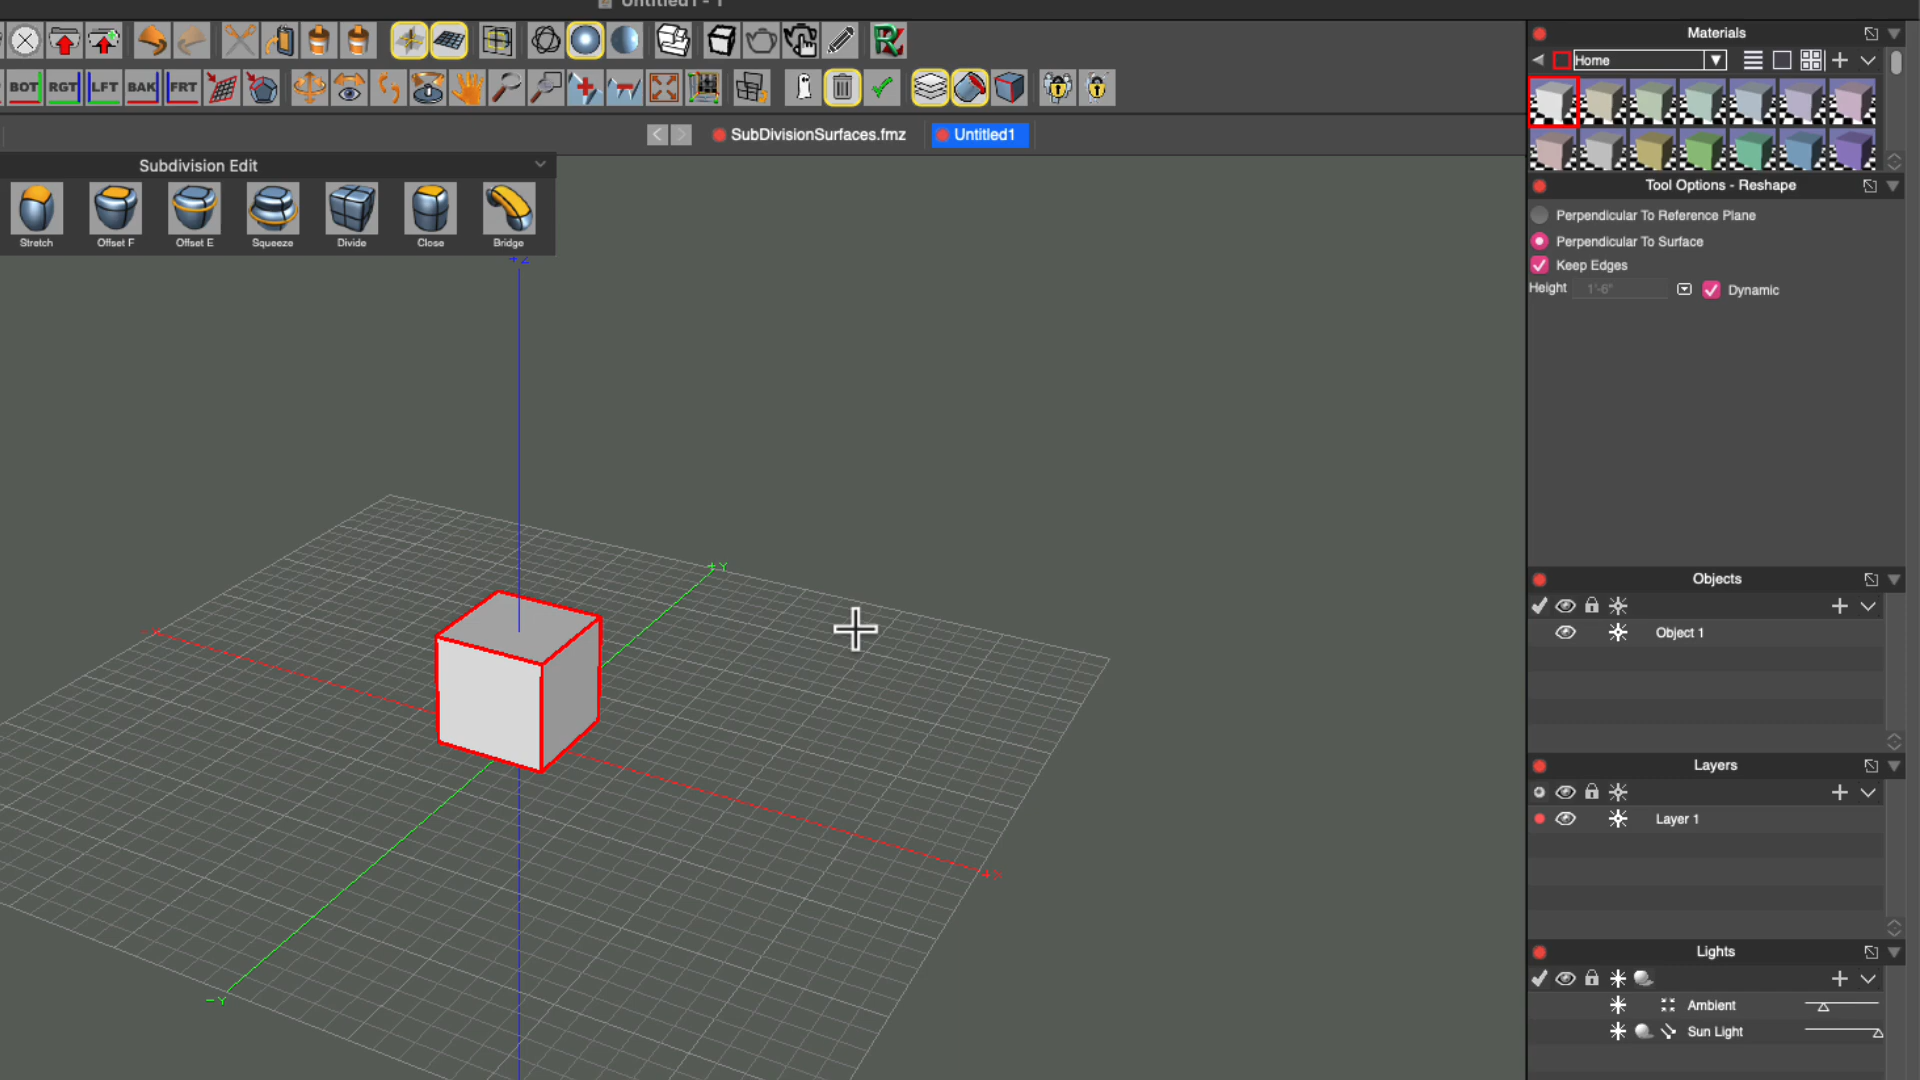 Untitled1 - 1
BOT RGT LFT BAK FRT
SubDivisionSurfaces.fmz
Untitled1
Subdivision Edit
Stretch Offset F Offset E Squeeze Divide Close Bridge
+Z
+Y
+X
-Y
Materials
Home
Tool Options - Reshape
Perpendicular To Reference Plane
Perpendicular To Surface
Keep Edges
Height 1'-6" Dynamic
Objects
Object 1
Layers
Layer 1
Lights
Ambient
Sun Light